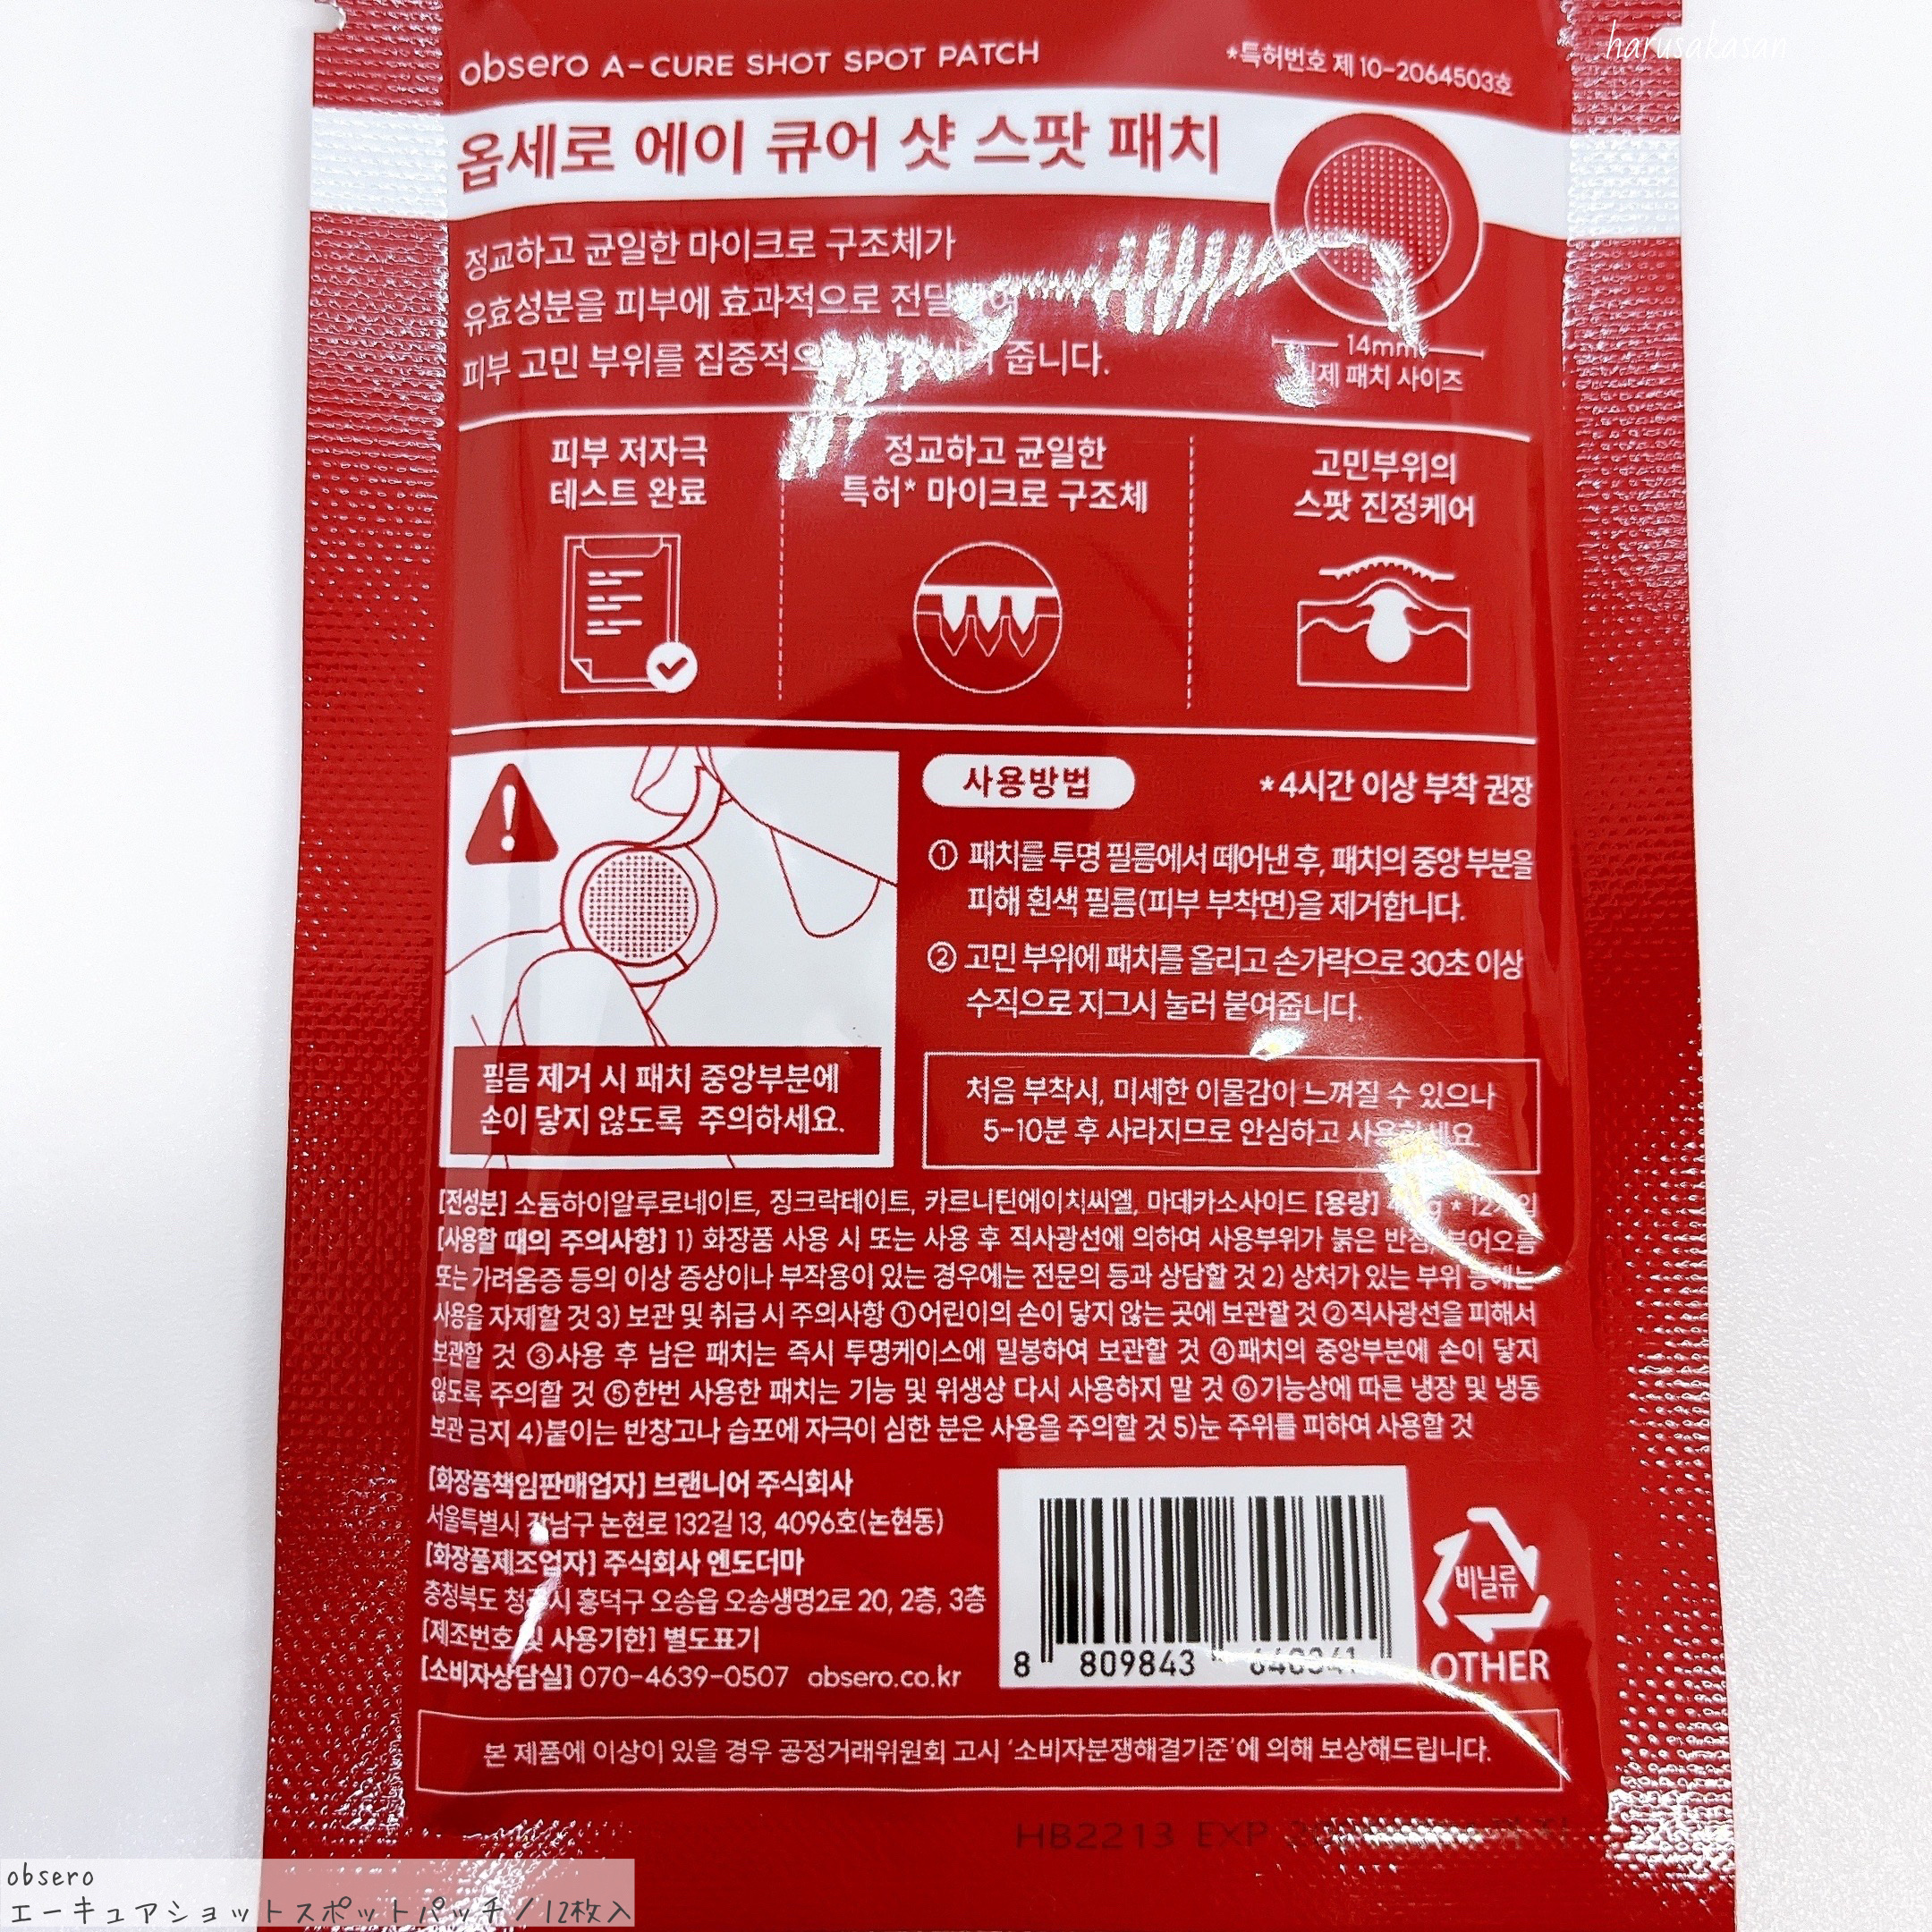 harusakasan
obsero A-CURE SHOT SPOT PATCH
*특허번호 제 10-2064503호
옵세로 에이 큐어 샷 스팟 패치
정교하고 균일한 마이크로 구조체가
유효성분을 피부에 효과적으로
피부 고민 부위를 줍니다.
14mm
패치 사이즈
피부 저자극
테스트 완료
정교하고 균일한
특허* 마이크로 구조체
고민부위의
스팟 진정케어
필름 제거 시 패치 중앙부분에
손이 닿지 않도록 주의하세요.
사용방법
*4시간 이상 부착 권장
① 패치를 투명 필름에서 떼어낸 후, 패치의 중앙 부분을
피해 흰색 필름(피부 부착면)을 제거합니다.
② 고민 부위에 패치를 올리고 손가락으로 30초 이상
수직으로 지그시 눌러 붙여줍니다.
처음 부착시, 미세한 이물감이 느껴질 수 있으나
5-10분 후 사라지므로 안심하고
[전성분] 소듐하이알루로네이트, 징크락테이트, 카르니틴에이치씨엘, 마데카소사이드 [용량]
[사용할 때의 주의사항] 1) 화장품 사용 시 또는 사용 후 직사광선에 의하여 사용부위가 붉은 반점, 부어오름
또는 가려움증 등의 이상 증상이나 부작용이 있는 경우에는 전문의 등과 상담할 것 2) 상처가 있는 부위 등에는
사용을 자제할 것 3) 보관 및 취급 시 주의사항 ①어린이의 손이 닿지 않는 곳에 보관할 것 ②직사광선을 피해서
보관할 것 ③사용 후 남은 패치는 즉시 투명케이스에 밀봉하여 보관할 것 ④패치의 중앙부분에 손이 닿지
않도록 주의할 것 ⑤한번 사용한 패치는 기능 및 위생상 다시 사용하지 말 것 ⑥기능상에 따른 냉장 및 냉동
보관 금지 4)붙이는 반창고나 습포에 자극이 심한 분은 사용을 주의할 것 5)눈 주위를 피하여 사용할 것
[화장품책임판매업자] 브랜니어 주식회사
서울특별시 강남구 논현로 132길 13, 4096호(논현동)
[화장품제조업자] 주식회사 엔도더마
충청북도 청주시 흥덕구 오송읍 오송생명2로 20, 2층, 3층
[제조번호 및 사용기한] 별도표기
[소비자상담실] 070-4639-0507 obsero.co.kr
8 809843
비닐류
OTHER
본 제품에 이상이 있을 경우 공정거래위원회 고시 '소비자분쟁해결기준'에 의해 보상해드립니다.
HB2213 EXP
obsero
エーキュアショットスポットパッチ/12枚入